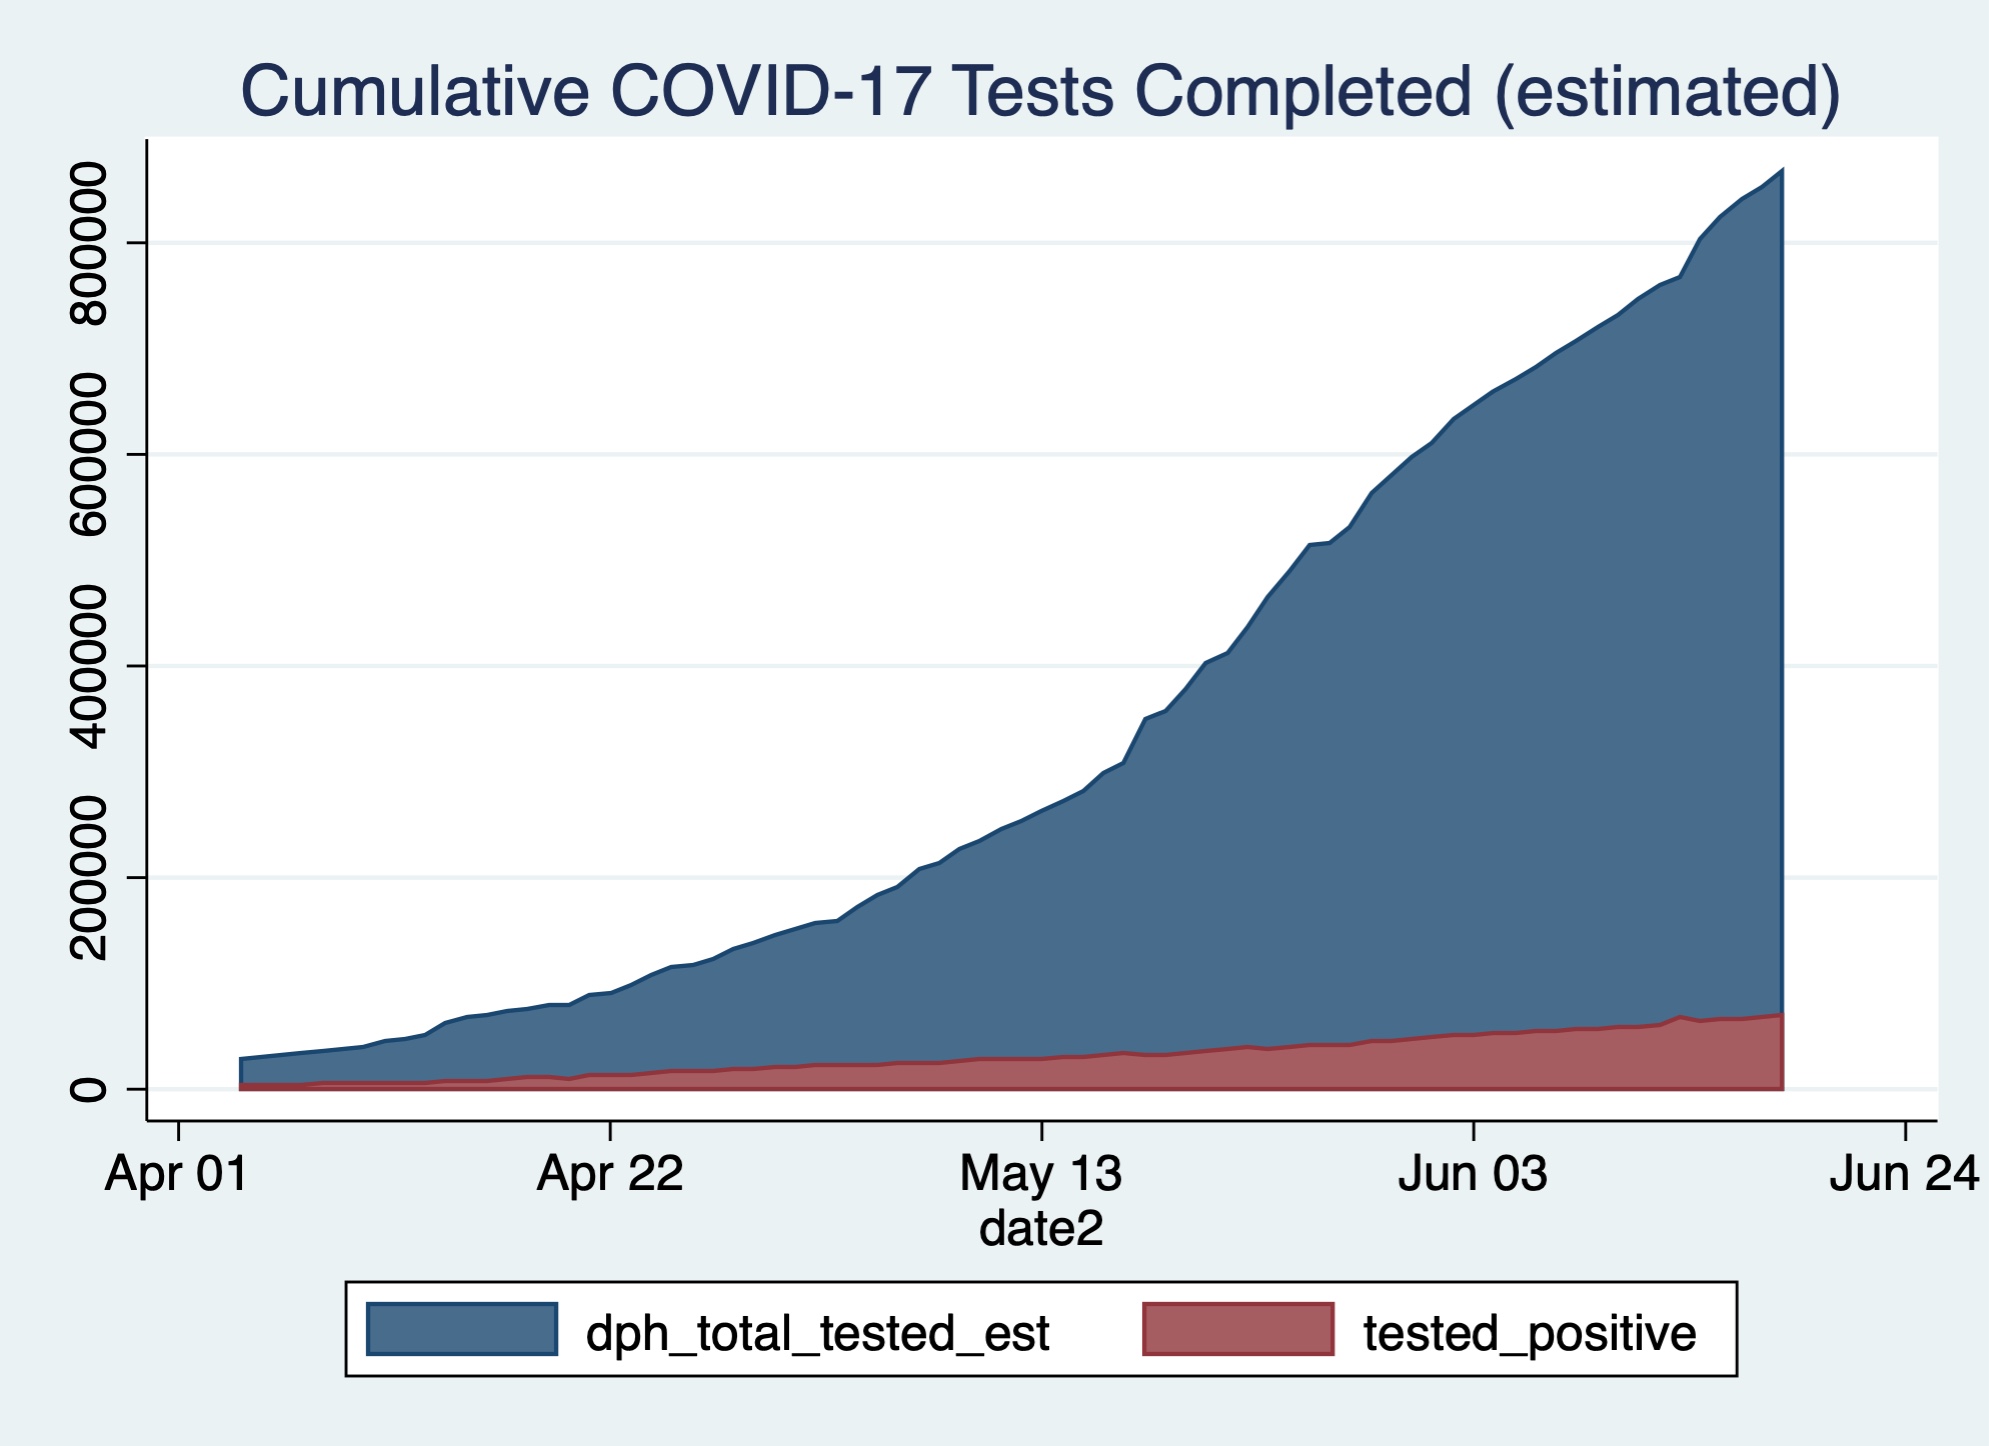 Cumulative COVID-17 Tests Completed (estimated)
800000
600000
400000
200000
0
Apr 01 Apr 22 May 13 Jun 03 Jun 24
date2
dph_total_tested_est tested_positive